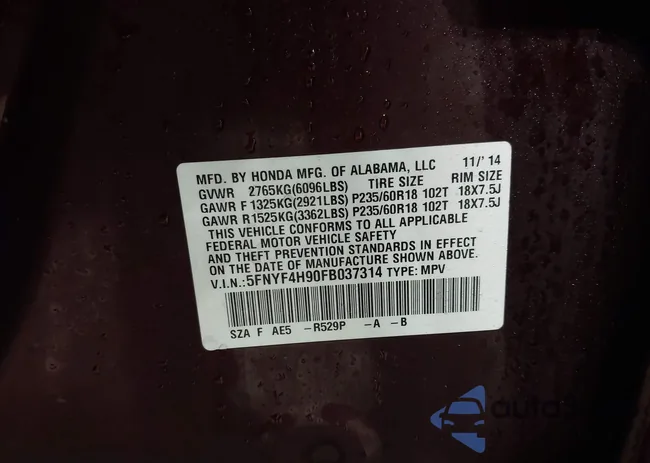 MFD. BY HONDA MFG. OF ALABAMA, LLC 11/'14
GVWR 2765KG(6096LBS) TIRE SIZE RIM SIZE
GAWR F 1325KG(2921LBS) P235/60R18 102T 18X7.5J
GAWR R1525KG(3362LBS) P235/60R18 102T 18X7.5J
THIS VEHICLE CONFORMS TO ALL APPLICABLE
FEDERAL MOTOR VEHICLE SAFETY
AND THEFT PREVENTION STANDARDS IN EFFECT
ON THE DATE OF MANUFACTURE SHOWN ABOVE.
V.I.N.:5FNYF4H90FB037314 TYPE: MPV
SZA F AE5 -R529P -A -B